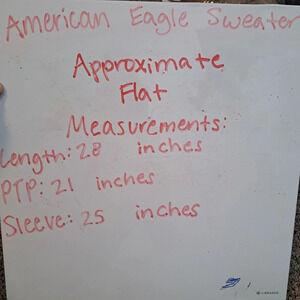 American Eagle Sweater
Approximate
Flat
Measurements:
Length: 28 inches
PTP: 21 inches
Sleeve: 25 inches